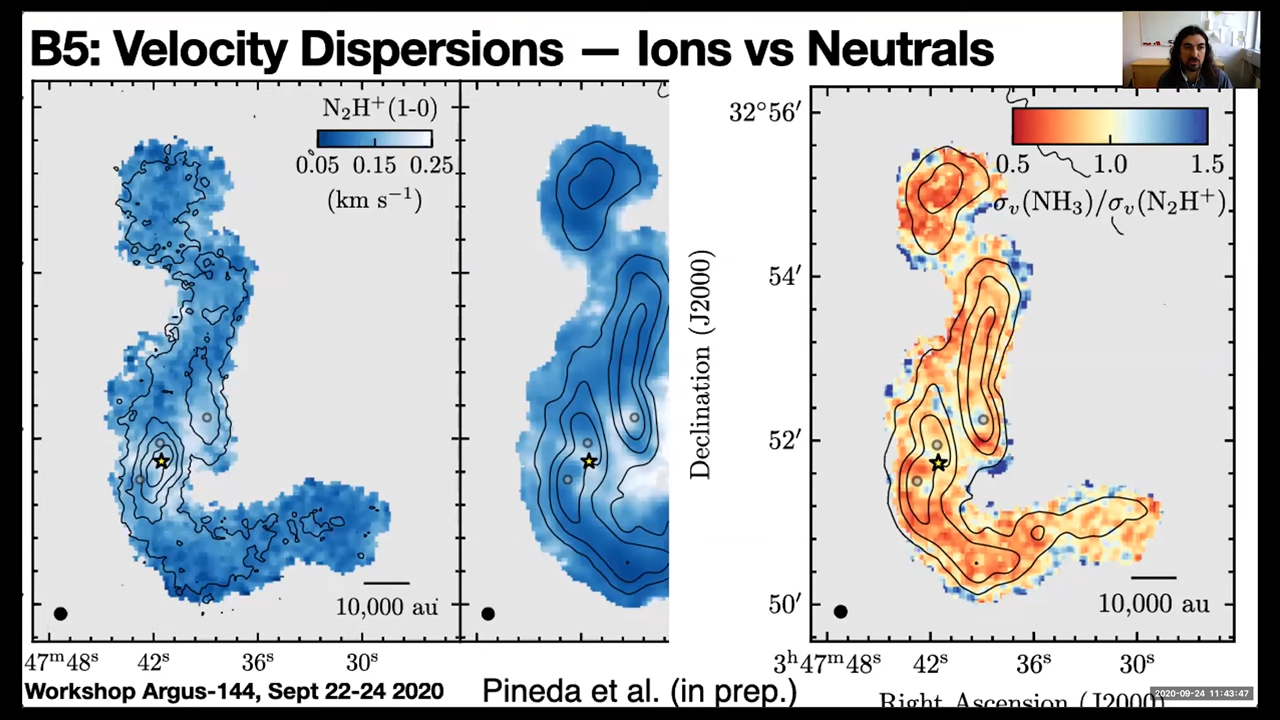 B5: Velocity Dispersions — Ions vs Neutrals
N₂H⁺(1-0)
0.05 0.15 0.25
(km s⁻¹)
10,000 au
47ᵐ48ˢ 42ˢ 36ˢ 30ˢ
Declination (J2000)
32°56′
54′
52′
50′
0.5 1.0 1.5
σᵥ(NH₃)/σᵥ(N₂H⁺)
10,000 au
3ʰ47ᵐ48ˢ 42ˢ 36ˢ 30ˢ
Right Ascension (J2000)
Workshop Argus-144, Sept 22-24 2020
Pineda et al. (in prep.)
2020-09-24 11:43:47